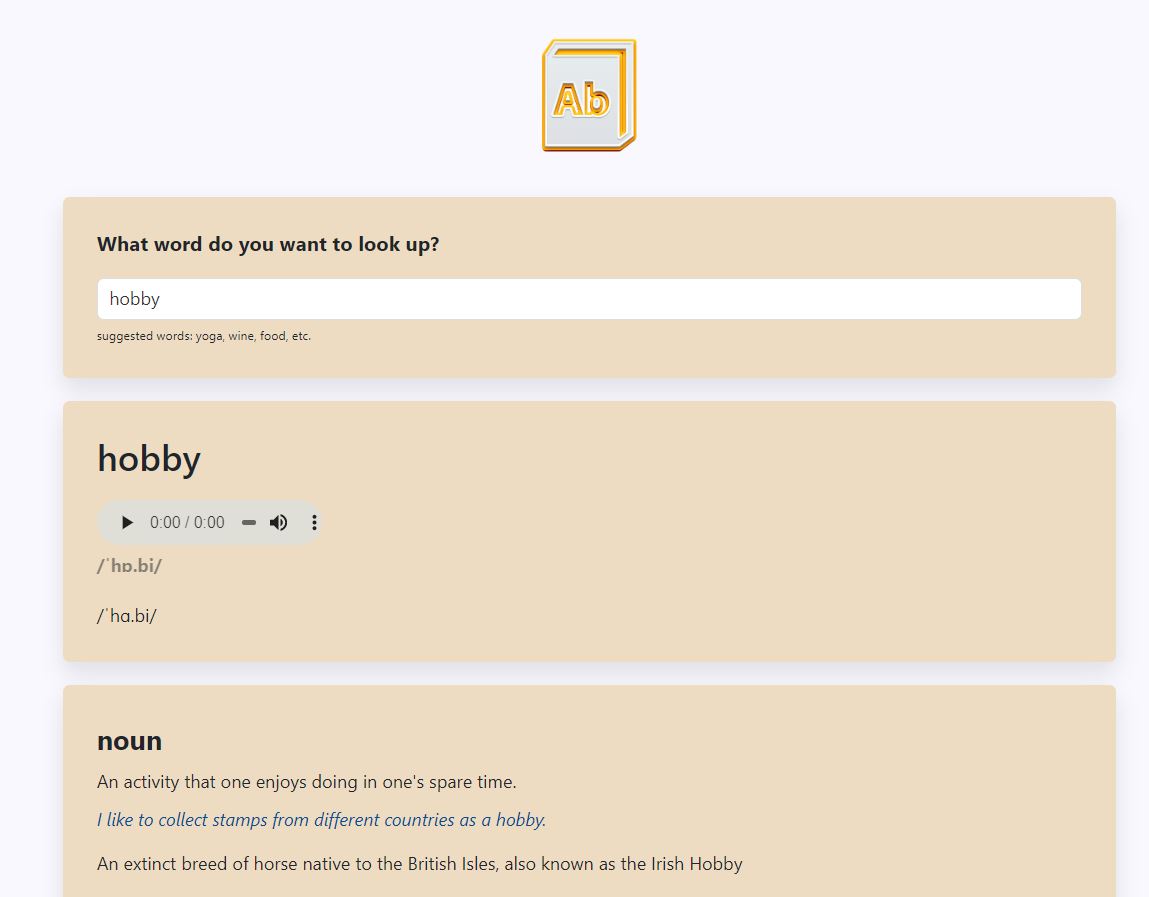 Ab
What word do you want to look up?
hobby
suggested words: yoga, wine, food, etc.
hobby
0:00 / 0:00
/ˈhɒ.bi/
/ˈhɑ.bi/
noun
An activity that one enjoys doing in one's spare time.
I like to collect stamps from different countries as a hobby.
An extinct breed of horse native to the British Isles, also known as the Irish Hobby